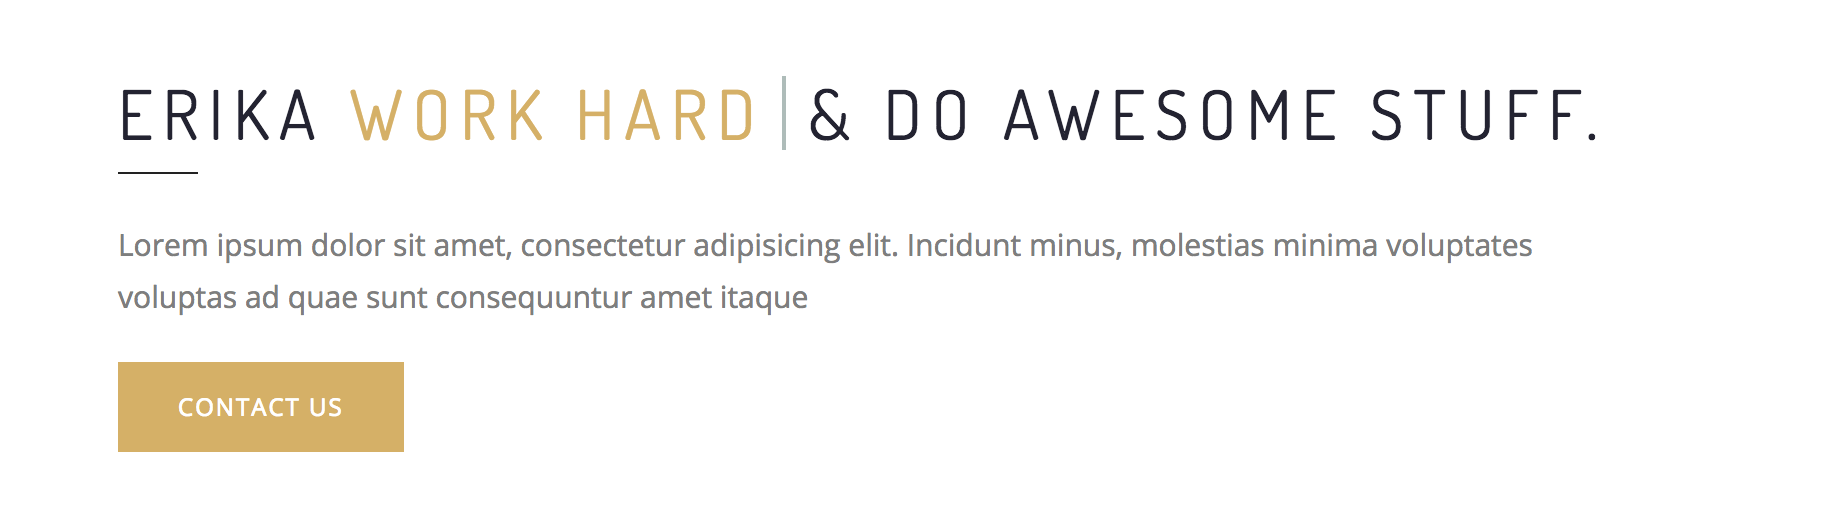 ERIKA WORK HARD & DO AWESOME STUFF.
Lorem ipsum dolor sit amet, consectetur adipisicing elit. Incidunt minus, molestias minima voluptates
voluptas ad quae sunt consequuntur amet itaque
CONTACT US